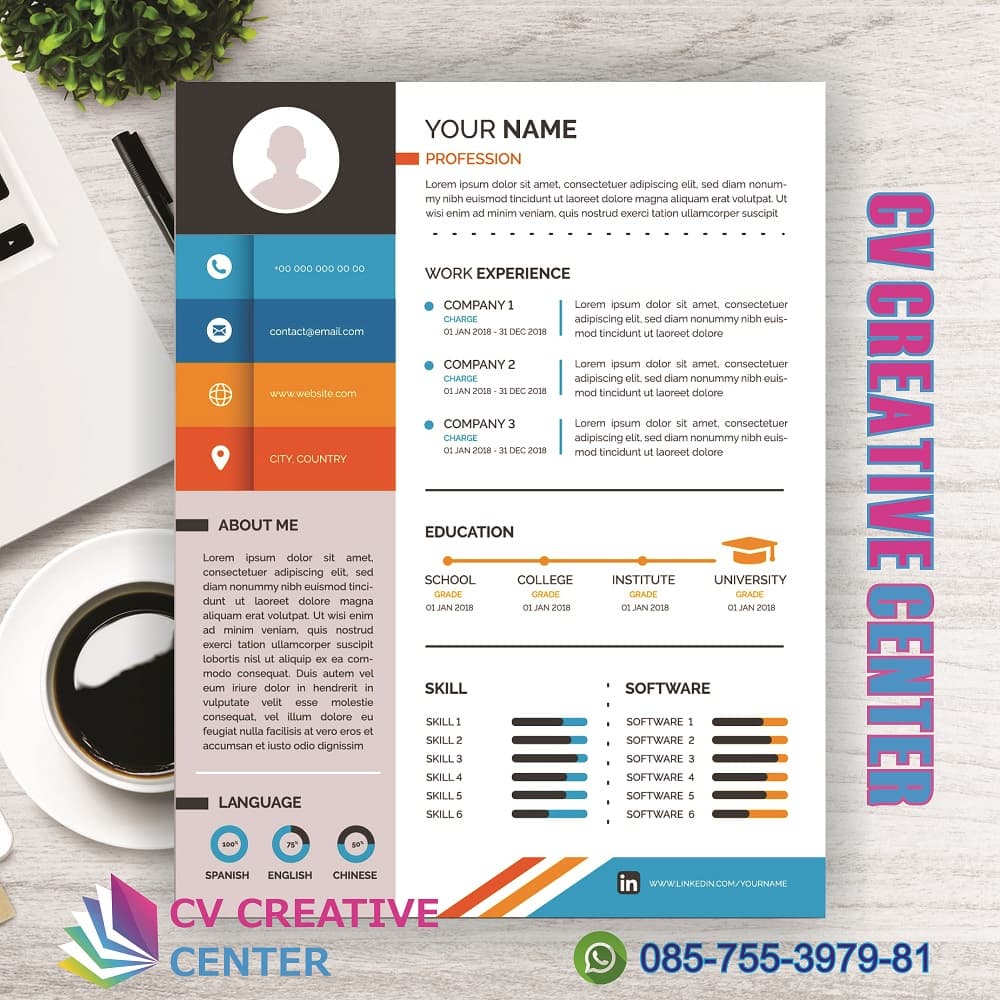 YOUR NAME
PROFESSION
Lorem ipsum dolor sit amet, consectetuer adipiscing elit, sed diam nonum-
my nibh euismod tincidunt ut laoreet dolore magna aliquam erat volutpat. Ut
wisi enim ad minim veniam, quis nostrud exerci tation ullamcorper suscipit
+00 000 000 00 00
contact@email.com
www.website.com
CITY, COUNTRY
ABOUT ME
Lorem ipsum dolor sit amet,
consectetuer adipiscing elit, sed
diam nonummy nibh euismod tinci-
dunt ut laoreet dolore magna
aliquam erat volutpat. Ut wisi enim
ad minim veniam, quis nostrud
exerci tation ullamcorper suscipit
lobortis nisl ut aliquip ex ea com-
modo consequat. Duis autem vel
eum iriure dolor in hendrerit in
vulputate velit esse molestie
consequat, vel illum dolore eu
feugiat nulla facilisis at vero eros et
accumsan et iusto odio dignissim
LANGUAGE
100%
75%
50%
SPANISH
ENGLISH
CHINESE
WORK EXPERIENCE
COMPANY 1
CHARGE
01 JAN 2018 - 31 DEC 2018
Lorem ipsum dolor sit amet, consectetuer
adipiscing elit, sed diam nonummy nibh euis-
mod tincidunt ut laoreet dolore
COMPANY 2
CHARGE
01 JAN 2018 - 31 DEC 2018
Lorem ipsum dolor sit amet, consectetuer
adipiscing elit, sed diam nonummy nibh euis-
mod tincidunt ut laoreet dolore
COMPANY 3
CHARGE
01 JAN 2018 - 31 DEC 2018
Lorem ipsum dolor sit amet, consectetuer
adipiscing elit, sed diam nonummy nibh euis-
mod tincidunt ut laoreet dolore
EDUCATION
SCHOOL
GRADE
01 JAN 2018
COLLEGE
GRADE
01 JAN 2018
INSTITUTE
GRADE
01 JAN 2018
UNIVERSITY
GRADE
01 JAN 2018
SKILL
SKILL 1
SKILL 2
SKILL 3
SKILL 4
SKILL 5
SKILL 6
SOFTWARE
SOFTWARE 1
SOFTWARE 2
SOFTWARE 3
SOFTWARE 4
SOFTWARE 5
SOFTWARE 6
in
WWW.LINKEDIN.COM/YOURNAME
CV CREATIVE CENTER
CV CREATIVE
CENTER
085-755-3979-81